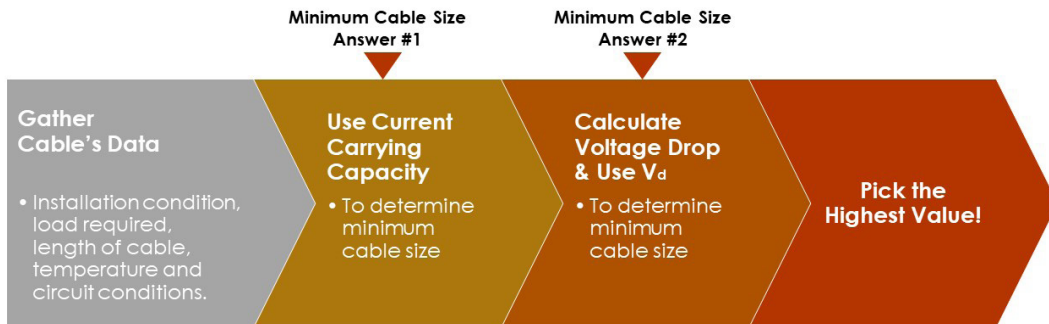 Minimum Cable Size
Answer #1
Minimum Cable Size
Answer #2
Gather
Cable's Data
• Installation condition,
load required,
length of cable,
temperature and
circuit conditions.
Use Current
Carrying
Capacity
• To determine
minimum
cable size
Calculate
Voltage Drop
& Use Vd
• To determine
minimum
cable size
Pick the
Highest Value!